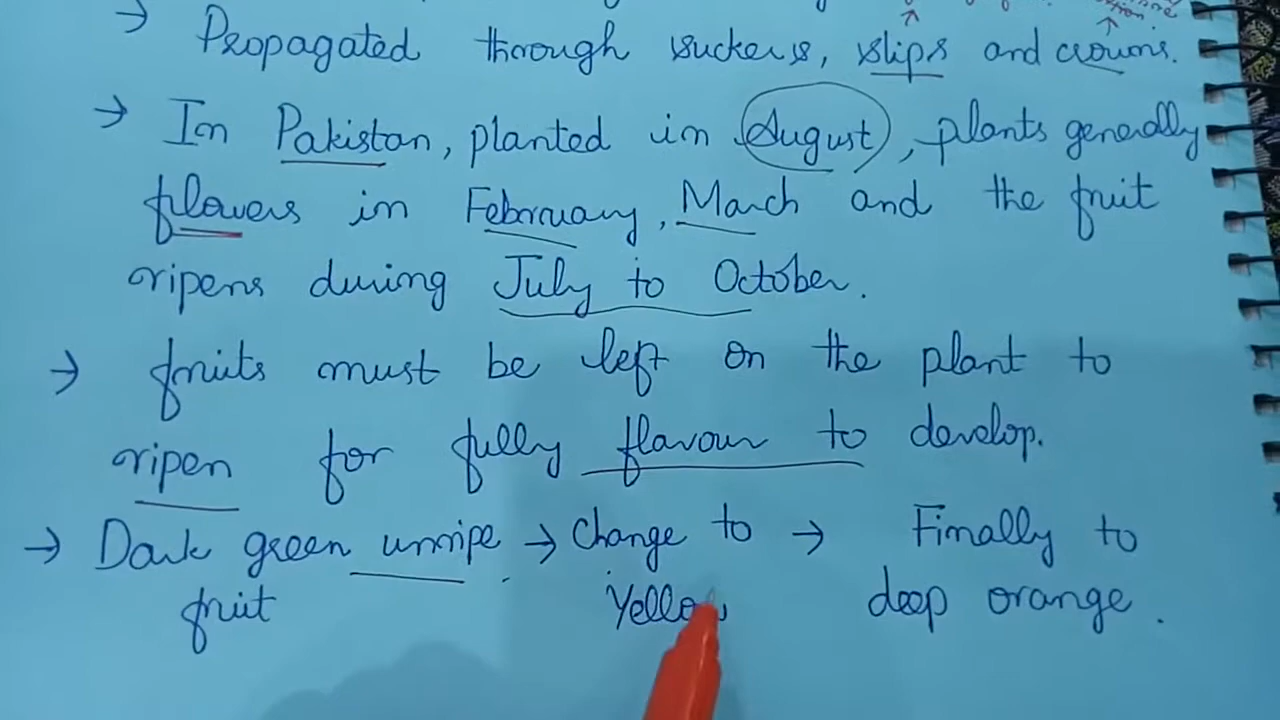 → Propagated through suckers, slips and crowns.
→ In Pakistan, planted in August, plants generally
flowers in February, March and the fruit
ripens during July to October.
→ fruits must be left on the plant to
ripen for fully flavour to develop.
→ Dark green unripe → Change to → Finally to
fruit Yellow deep orange.